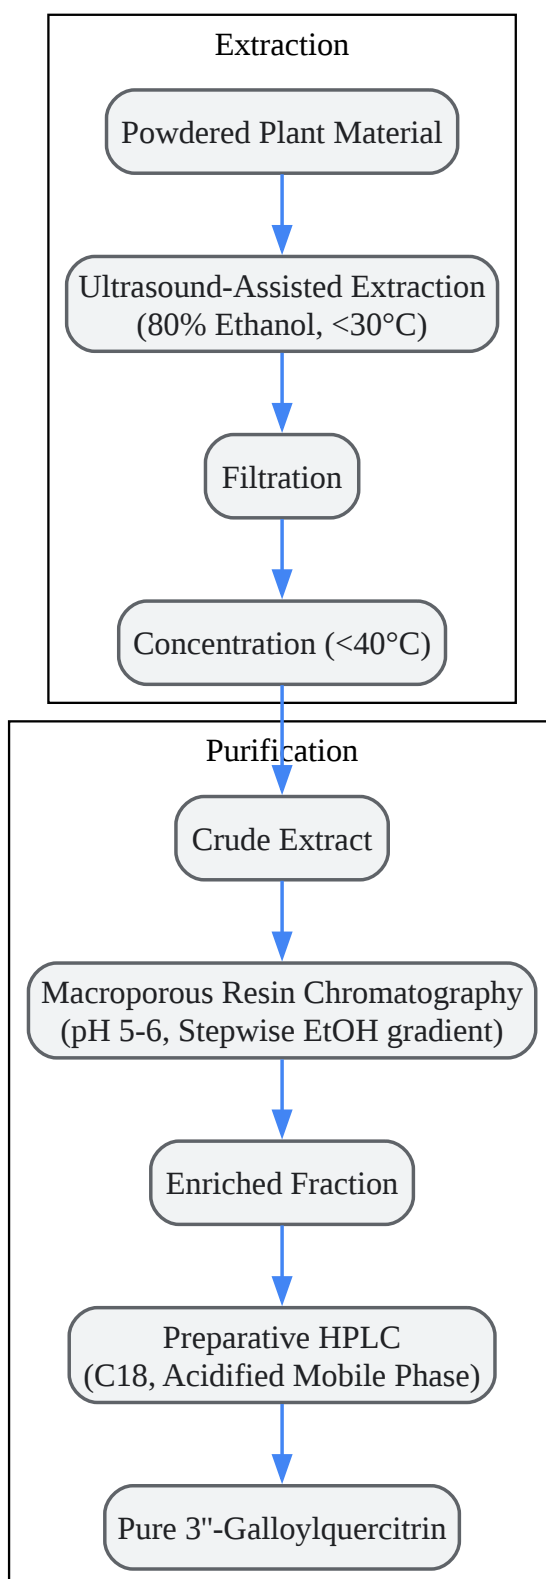 Extraction
Powdered Plant Material
Ultrasound-Assisted Extraction
(80% Ethanol, <30°C)
Filtration
Concentration (<40°C)
Purification
Crude Extract
Macroporous Resin Chromatography
(pH 5-6, Stepwise EtOH gradient)
Enriched Fraction
Preparative HPLC
(C18, Acidified Mobile Phase)
Pure 3"-Galloylquercitrin